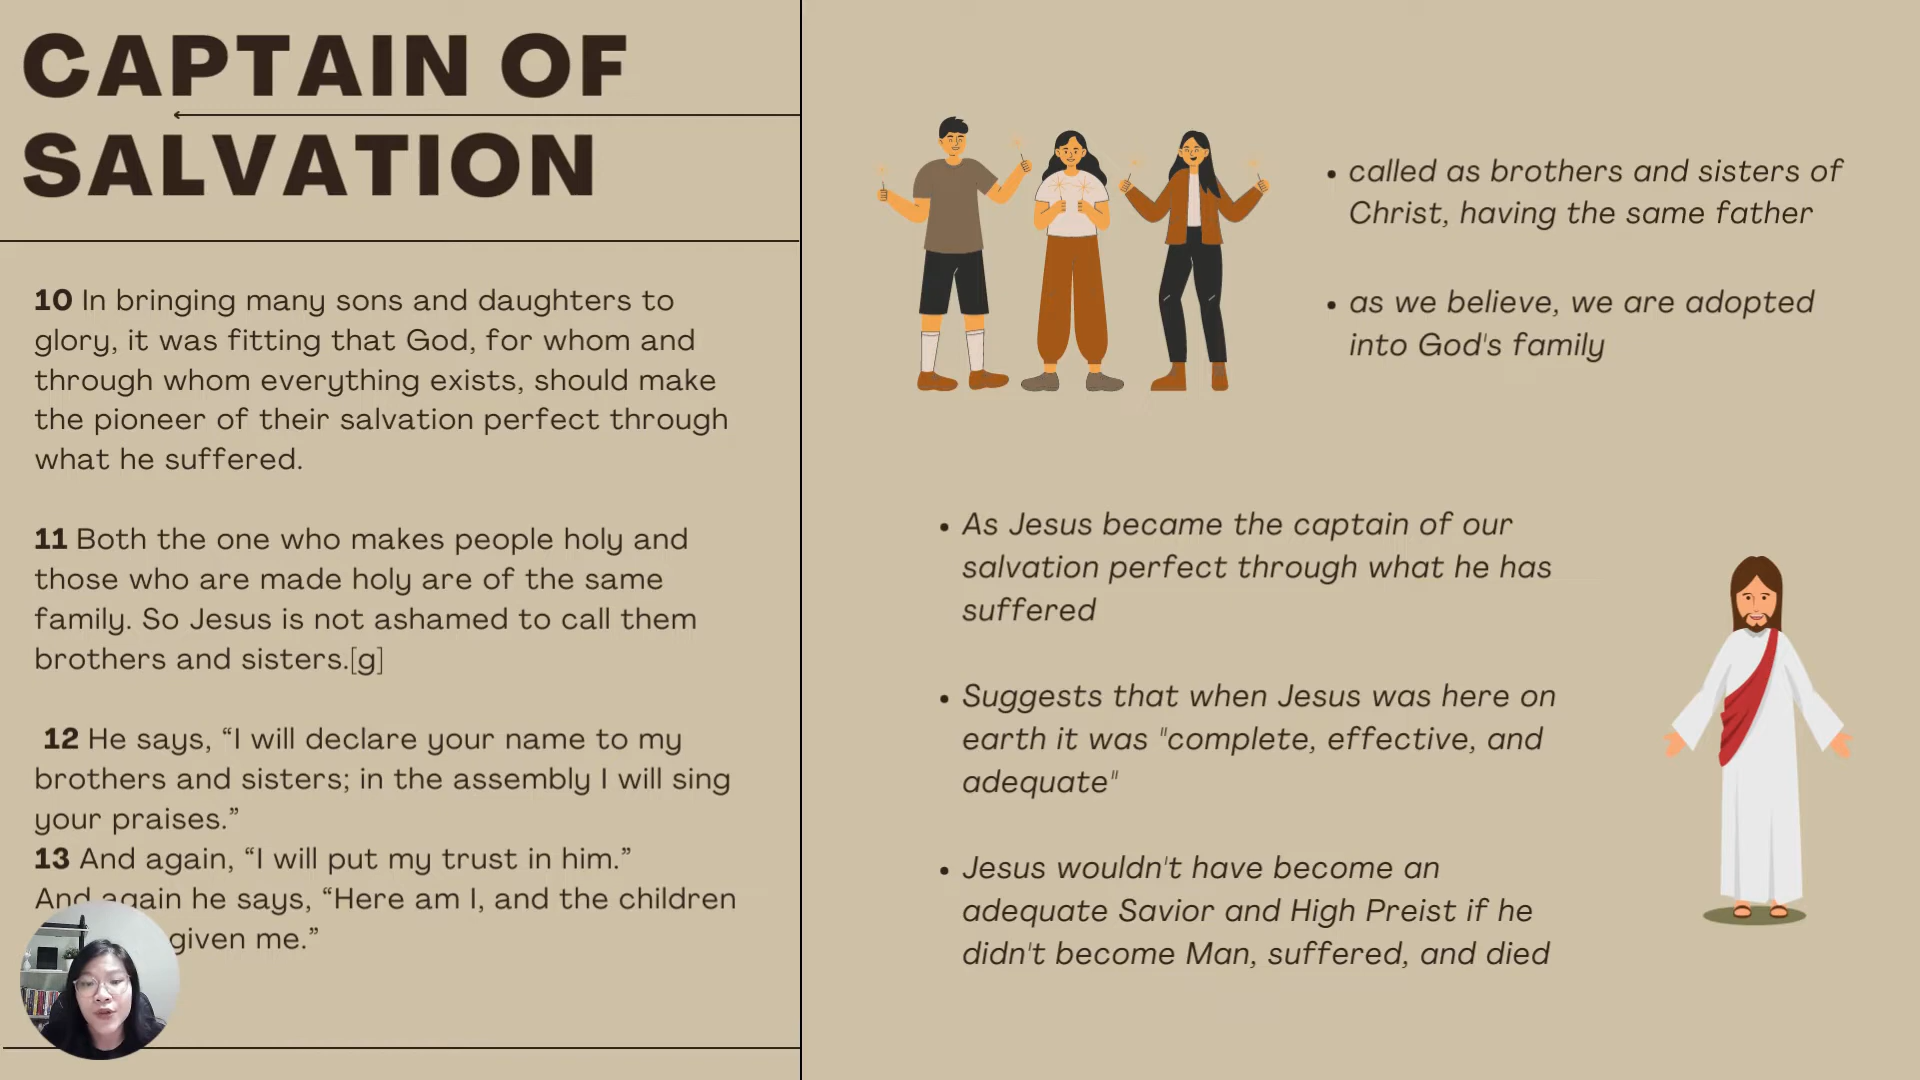 CAPTAIN OF
SALVATION
10 In bringing many sons and daughters to
glory, it was fitting that God, for whom and
through whom everything exists, should make
the pioneer of their salvation perfect through
what he suffered.
11 Both the one who makes people holy and
those who are made holy are of the same
family. So Jesus is not ashamed to call them
brothers and sisters.[g]
12 He says, “I will declare your name to my
brothers and sisters; in the assembly I will sing
your praises.”
13 And again, “I will put my trust in him.”
And again he says, “Here am I, and the children
given me.”
• called as brothers and sisters of
Christ, having the same father
• as we believe, we are adopted
into God's family
• As Jesus became the captain of our
salvation perfect through what he has
suffered
• Suggests that when Jesus was here on
earth it was "complete, effective, and
adequate"
• Jesus wouldn't have become an
adequate Savior and High Preist if he
didn't become Man, suffered, and died